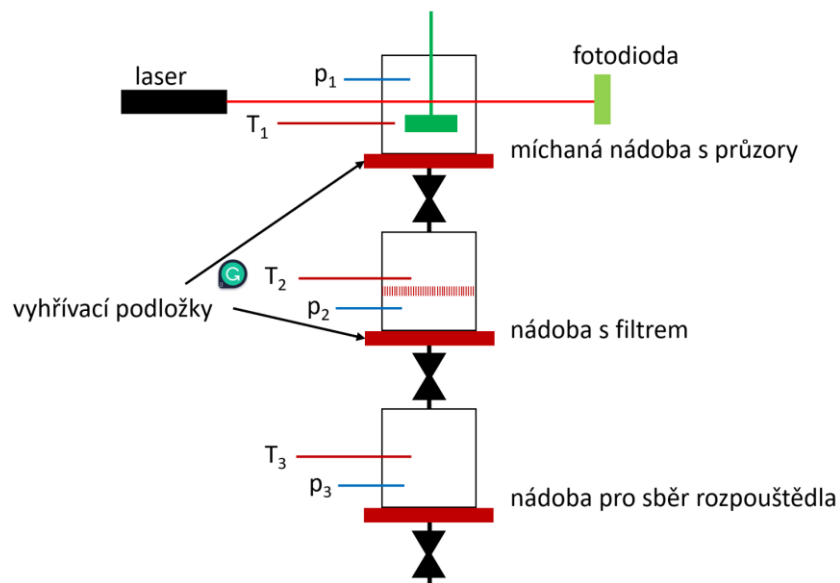 laser
fotodioda
p₁
T₁
míchaná nádoba s průzory
T₂
vyhřívací podložky
p₂
nádoba s filtrem
T₃
p₃
nádoba pro sběr rozpouštědla
G